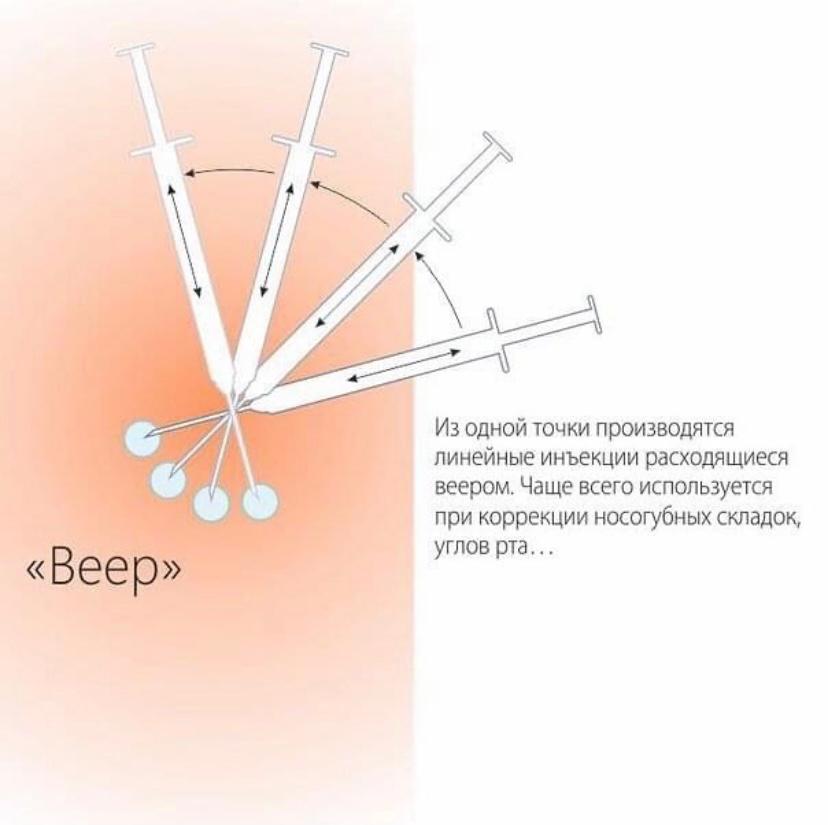 Из одной точки производятся
линейные инъекции расходящиеся
веером. Чаще всего используется
при коррекции носогубных складок,
углов рта...
«Веер»